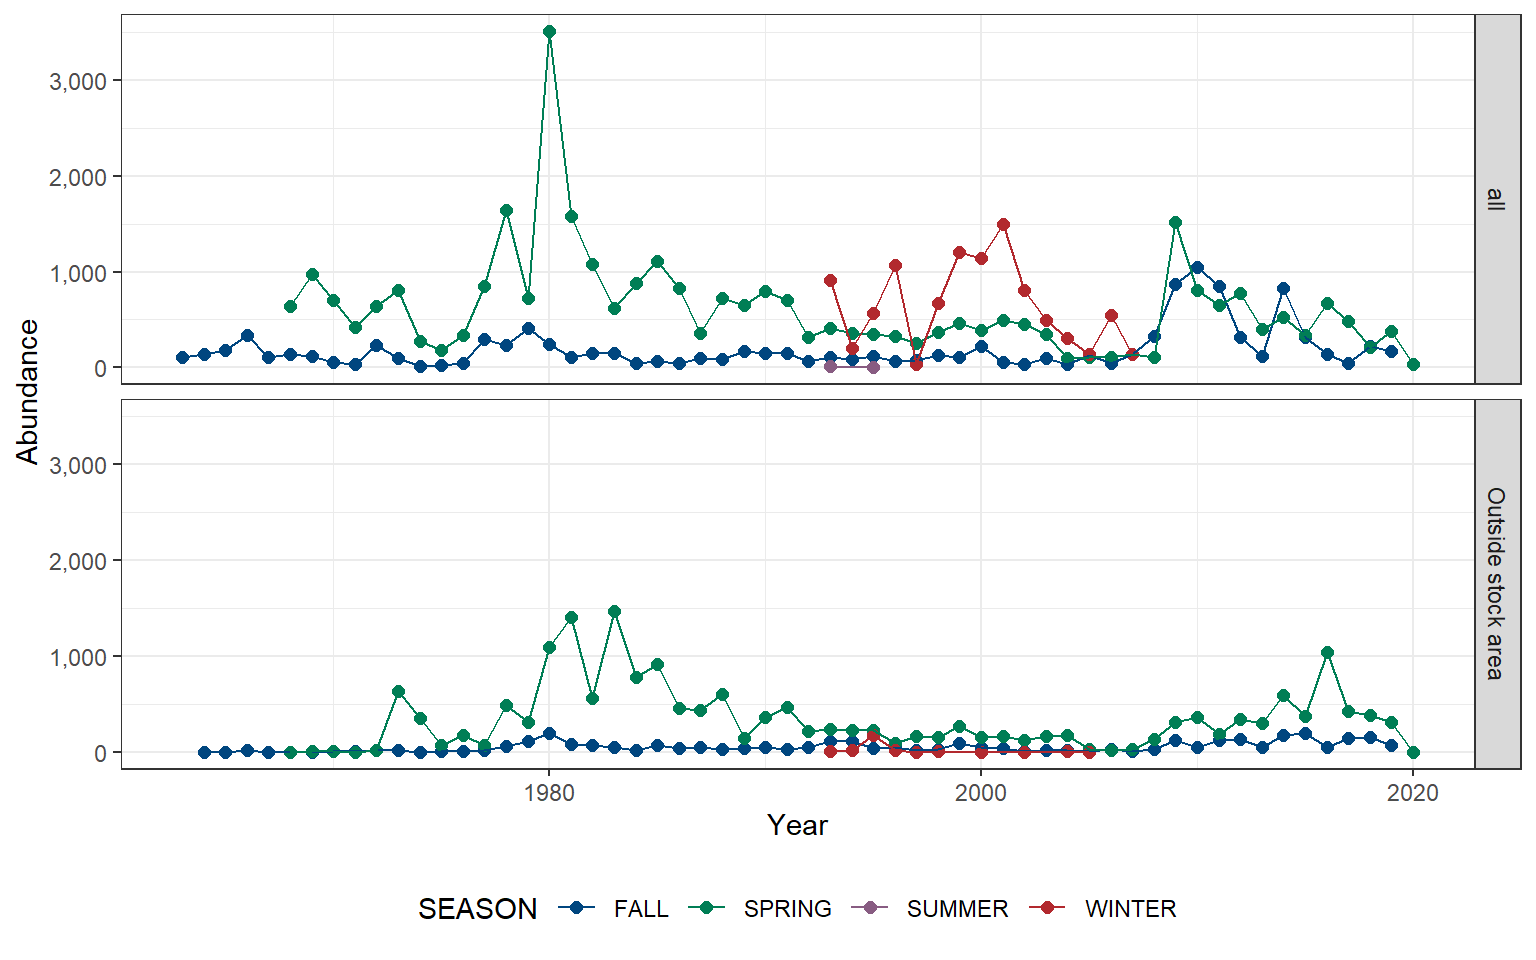 3,000
2,000
1,000
0
all
3,000
2,000
1,000
0
Outside stock area
Abundance
1980
2000
2020
Year
SEASON FALL SPRING SUMMER WINTER